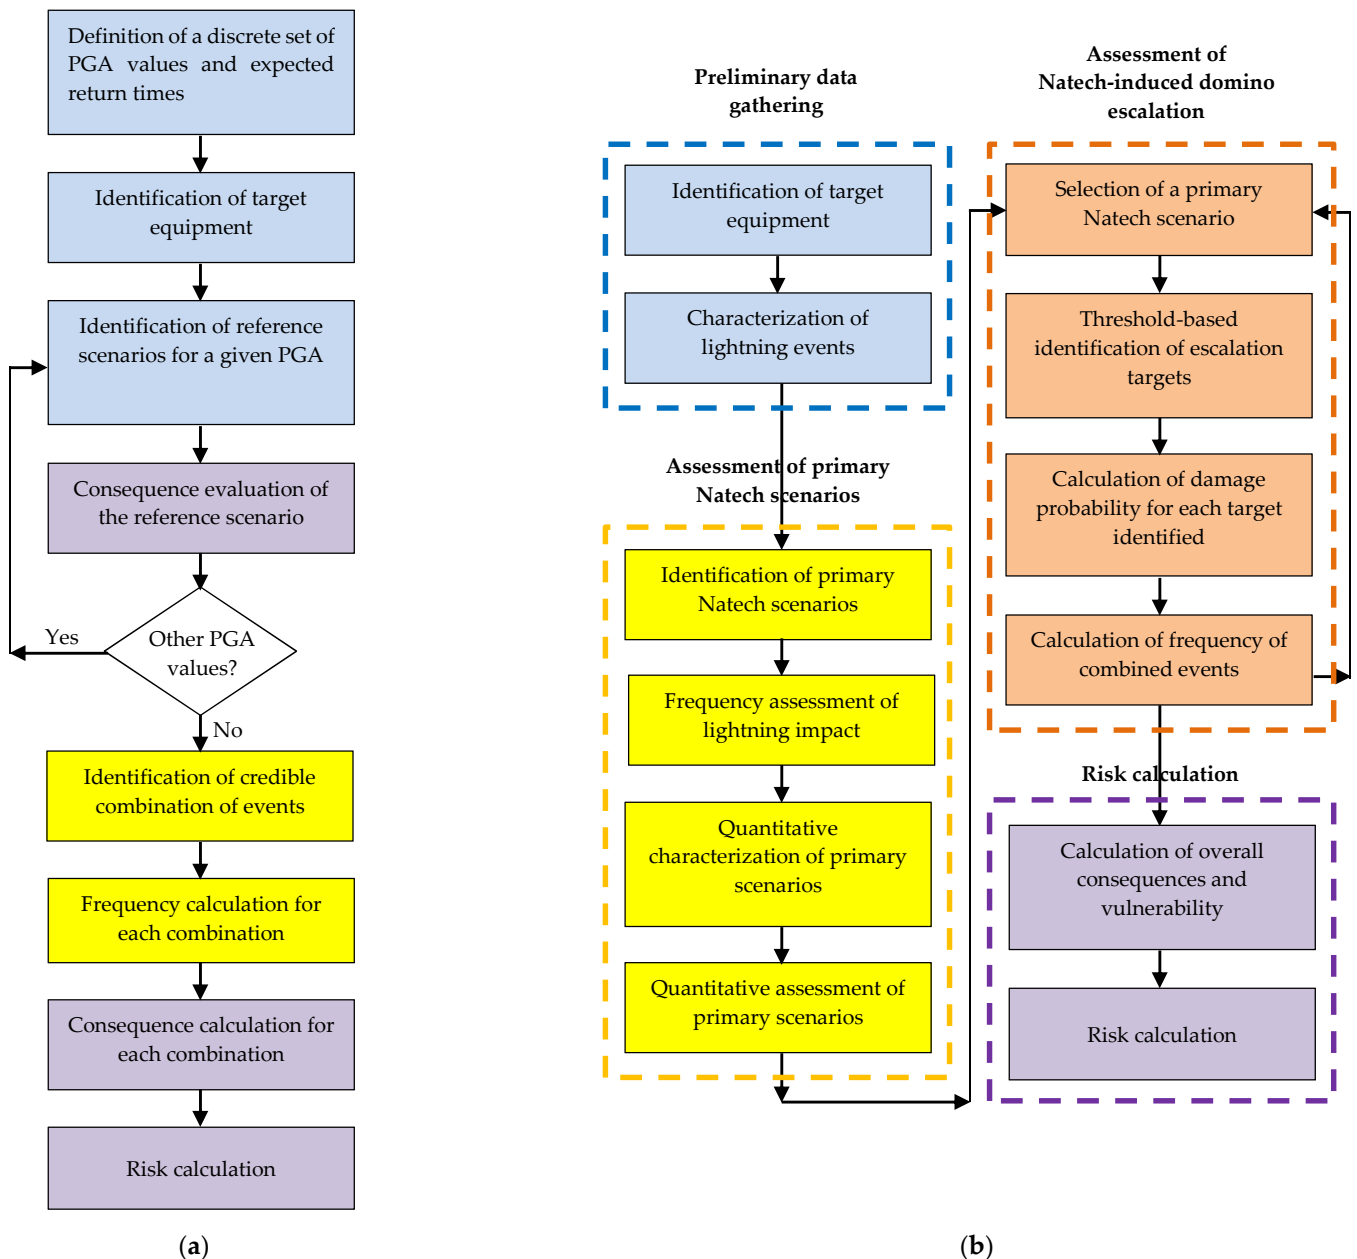 Definition of a discrete set of
PGA values and expected
return times
Identification of target
equipment
Identification of reference
scenarios for a given PGA
Consequence evaluation of
the reference scenario
Yes
Other PGA
values?
No
Identification of credible
combination of events
Frequency calculation for
each combination
Consequence calculation for
each combination
Risk calculation
(a)
Preliminary data
gathering
Identification of target
equipment
Characterization of
lightning events
Assessment of primary
Natech scenarios
Identification of primary
Natech scenarios
Frequency assessment of
lightning impact
Quantitative
characterization of primary
scenarios
Quantitative assessment of
primary scenarios
Assessment of
Natech-induced domino
escalation
Selection of a primary
Natech scenario
Threshold-based
identification of escalation
targets
Calculation of damage
probability for each target
identified
Calculation of frequency of
combined events
Risk calculation
Calculation of overall
consequences and
vulnerability
Risk calculation
(b)